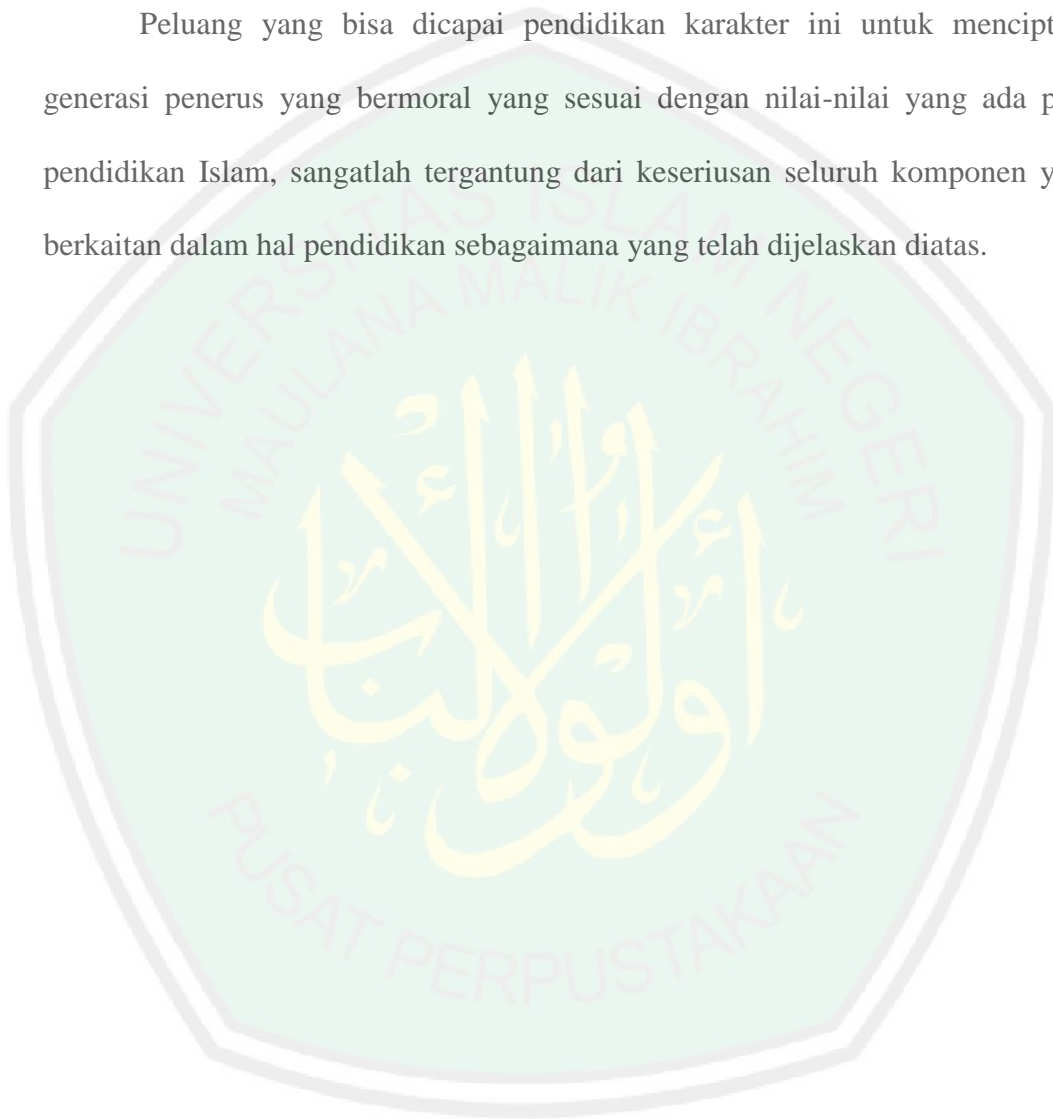 Peluang yang bisa dicapai pendidikan karakter ini untuk mencipt
generasi penerus yang bermoral yang sesuai dengan nilai-nilai yang ada p
pendidikan Islam, sangatlah tergantung dari keseriusan seluruh komponen y
berkaitan dalam hal pendidikan sebagaimana yang telah dijelaskan diatas.
UNIVERSITAS ISLAM NEGERI
MAULANA MALIK IBRAHIM
أولوا الألباب
PUSAT PERPUSTAKAAN